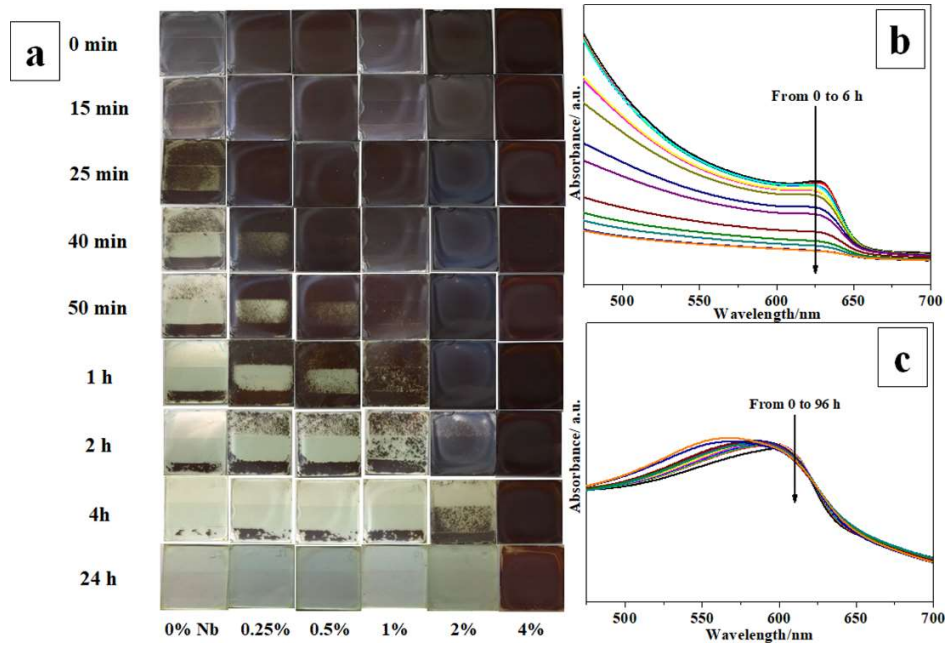 a
0 min
15 min
25 min
40 min
50 min
1 h
2 h
4h
24 h
0% Nb 0.25% 0.5% 1% 2% 4%
b
From 0 to 6 h
Absorbance/ a.u.
500 550 600 650 700
Wavelength/nm
c
From 0 to 96 h
Absorbance/ a.u.
500 550 600 650 700
Wavelength/nm